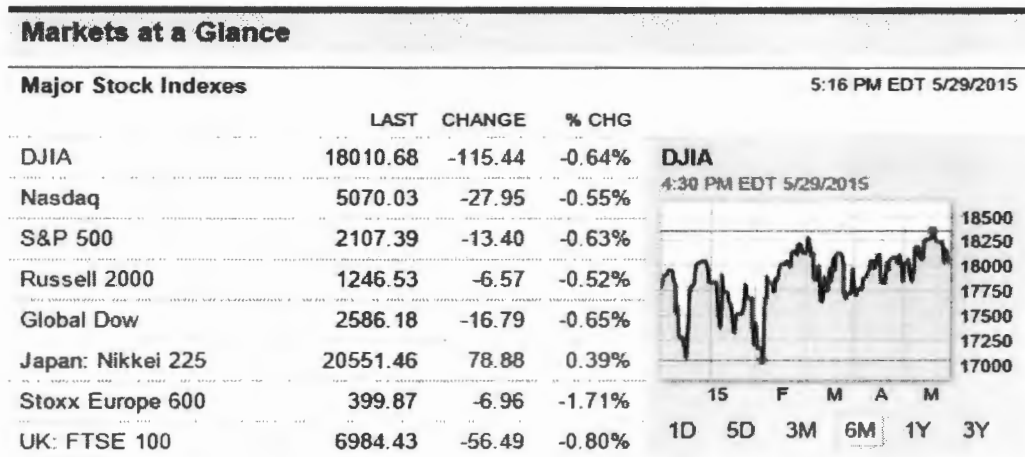 Markets at a Glance
Major Stock Indexes 5:16 PM EDT 5/29/2015
LAST CHANGE % CHG
DJIA 18010.68 -115.44 -0.64%
Nasdaq 5070.03 -27.95 -0.55%
S&P 500 2107.39 -13.40 -0.63%
Russell 2000 1246.53 -6.57 -0.52%
Global Dow 2586.18 -16.79 -0.65%
Japan: Nikkei 225 20551.46 78.88 0.39%
Stoxx Europe 600 399.87 -6.96 -1.71%
UK: FTSE 100 6984.43 -56.49 -0.80%
DJIA
4:30 PM EDT 5/29/2015
18500
18250
18000
17750
17500
17250
17000
15 F M A M
1D 5D 3M 6M 1Y 3Y